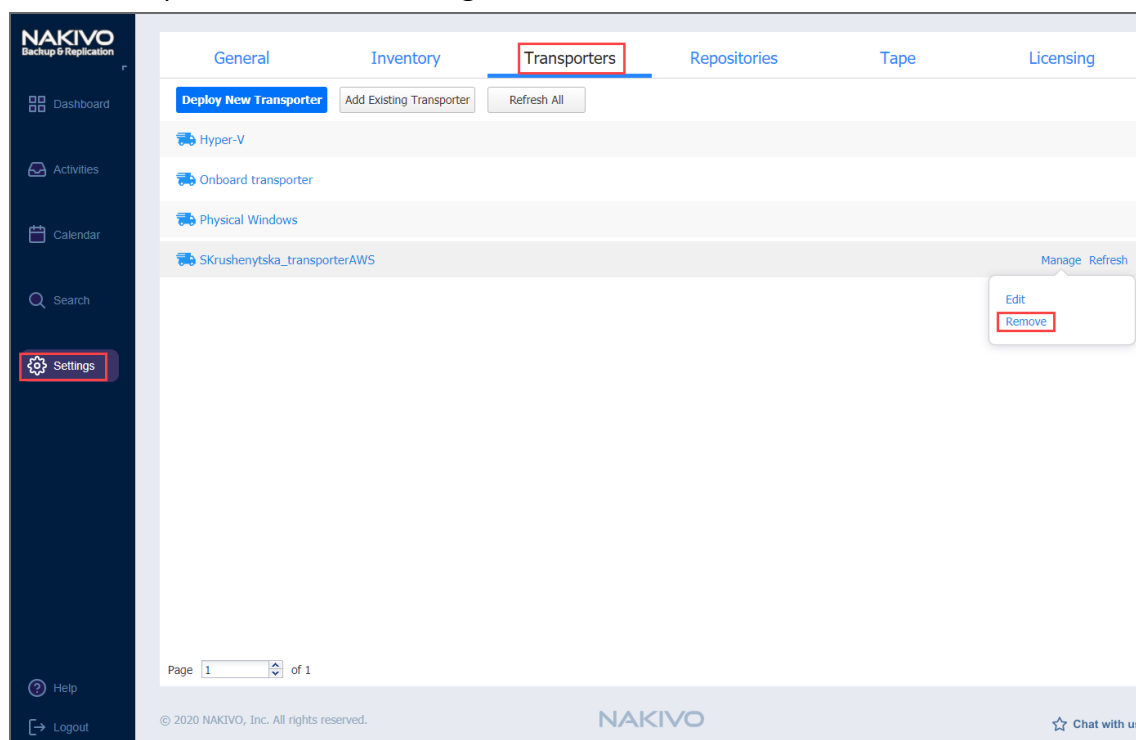 NAKIVO
Backup & Replication
General Inventory Transporters Repositories Tape Licensing
Dashboard
Deploy New Transporter Add Existing Transporter Refresh All
Hyper-V
Activities
Onboard transporter
Physical Windows
Calendar
SKrushenytska_transporterAWS Manage Refresh
Search
Edit
Remove
Settings
Page 1 of 1
Help
Logout
© 2020 NAKIVO, Inc. All rights reserved. NAKIVO Chat with us